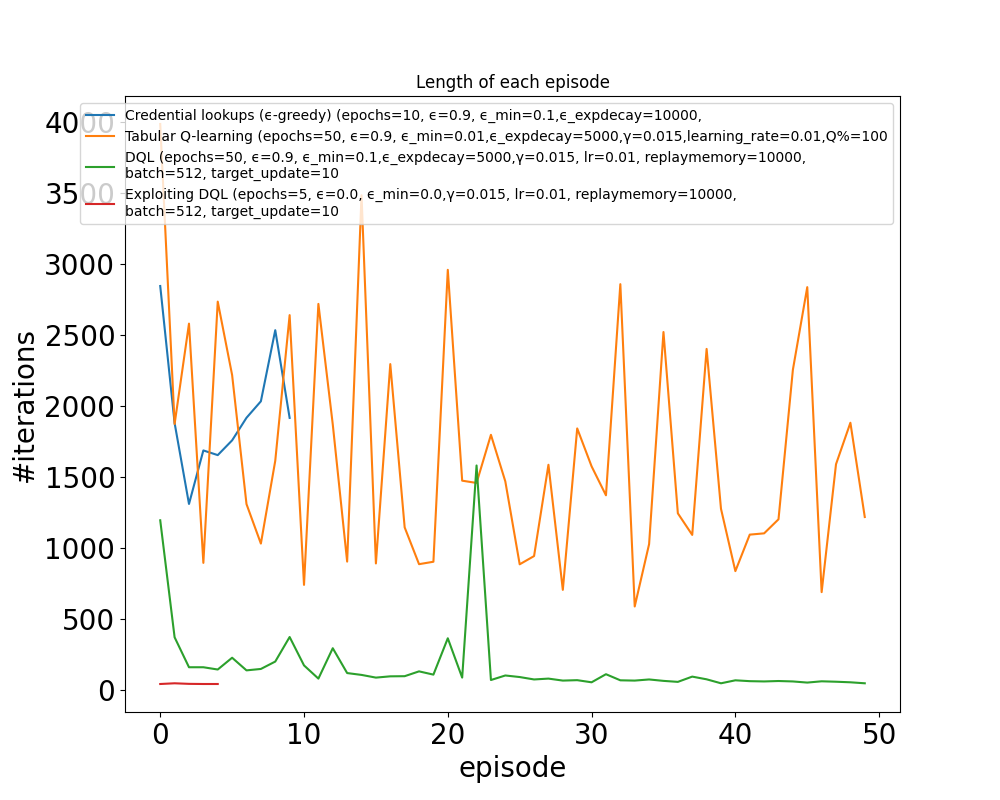 Length of each episode
4000
3500
3000
2500
2000
1500
1000
500
0
#iterations
Credential lookups (ϵ-greedy) (epochs=10, ϵ=0.9, ϵ_min=0.1,ϵ_expdecay=10000,
Tabular Q-learning (epochs=50, ϵ=0.9, ϵ_min=0.01,ϵ_expdecay=5000,γ=0.015,learning_rate=0.01,Q%=100
DQL (epochs=50, ϵ=0.9, ϵ_min=0.1,ϵ_expdecay=5000,γ=0.015, lr=0.01, replaymemory=10000,
batch=512, target_update=10
Exploiting DQL (epochs=5, ϵ=0.0, ϵ_min=0.0,γ=0.015, lr=0.01, replaymemory=10000,
batch=512, target_update=10
0 10 20 30 40 50
episode